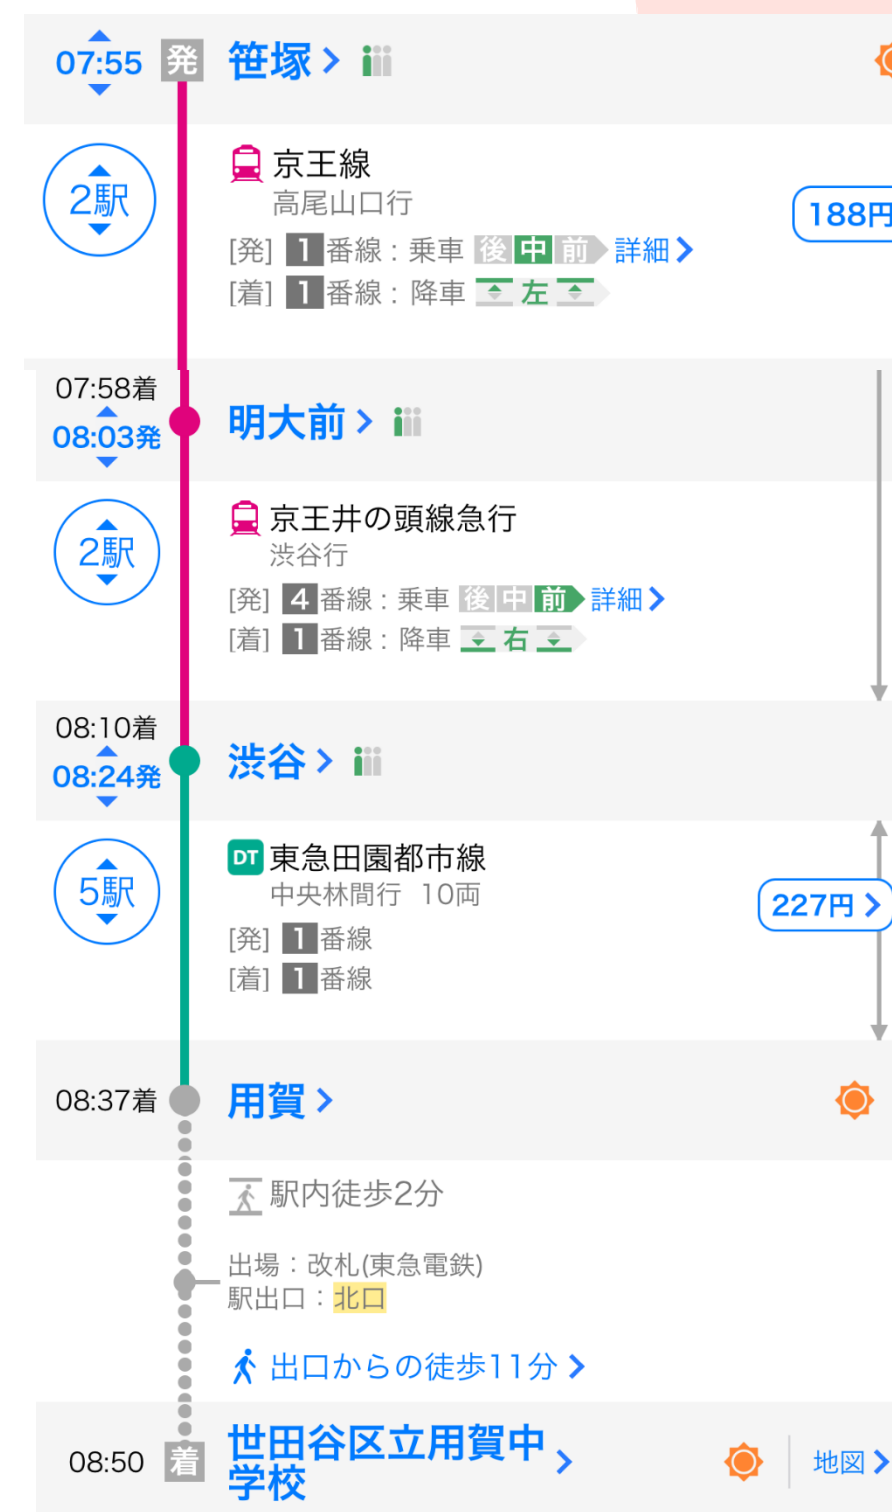 07:55 発 笹塚
2駅
京王線
高尾山口行
188円
[発] 1 番線：乗車 後 中 前 詳細
[着] 1 番線：降車 左
07:58着
08:03発
明大前
2駅
京王井の頭線急行
渋谷行
[発] 4 番線：乗車 後 中 前 詳細
[着] 1 番線：降車 右
08:10着
08:24発
渋谷
5駅
DT 東急田園都市線
中央林間行 10両
227円
[発] 1 番線
[着] 1 番線
08:37着 用賀
駅内徒歩2分
出場：改札(東急電鉄)
駅出口：北口
出口からの徒歩11分
08:50 着 世田谷区立用賀中
学校
地図